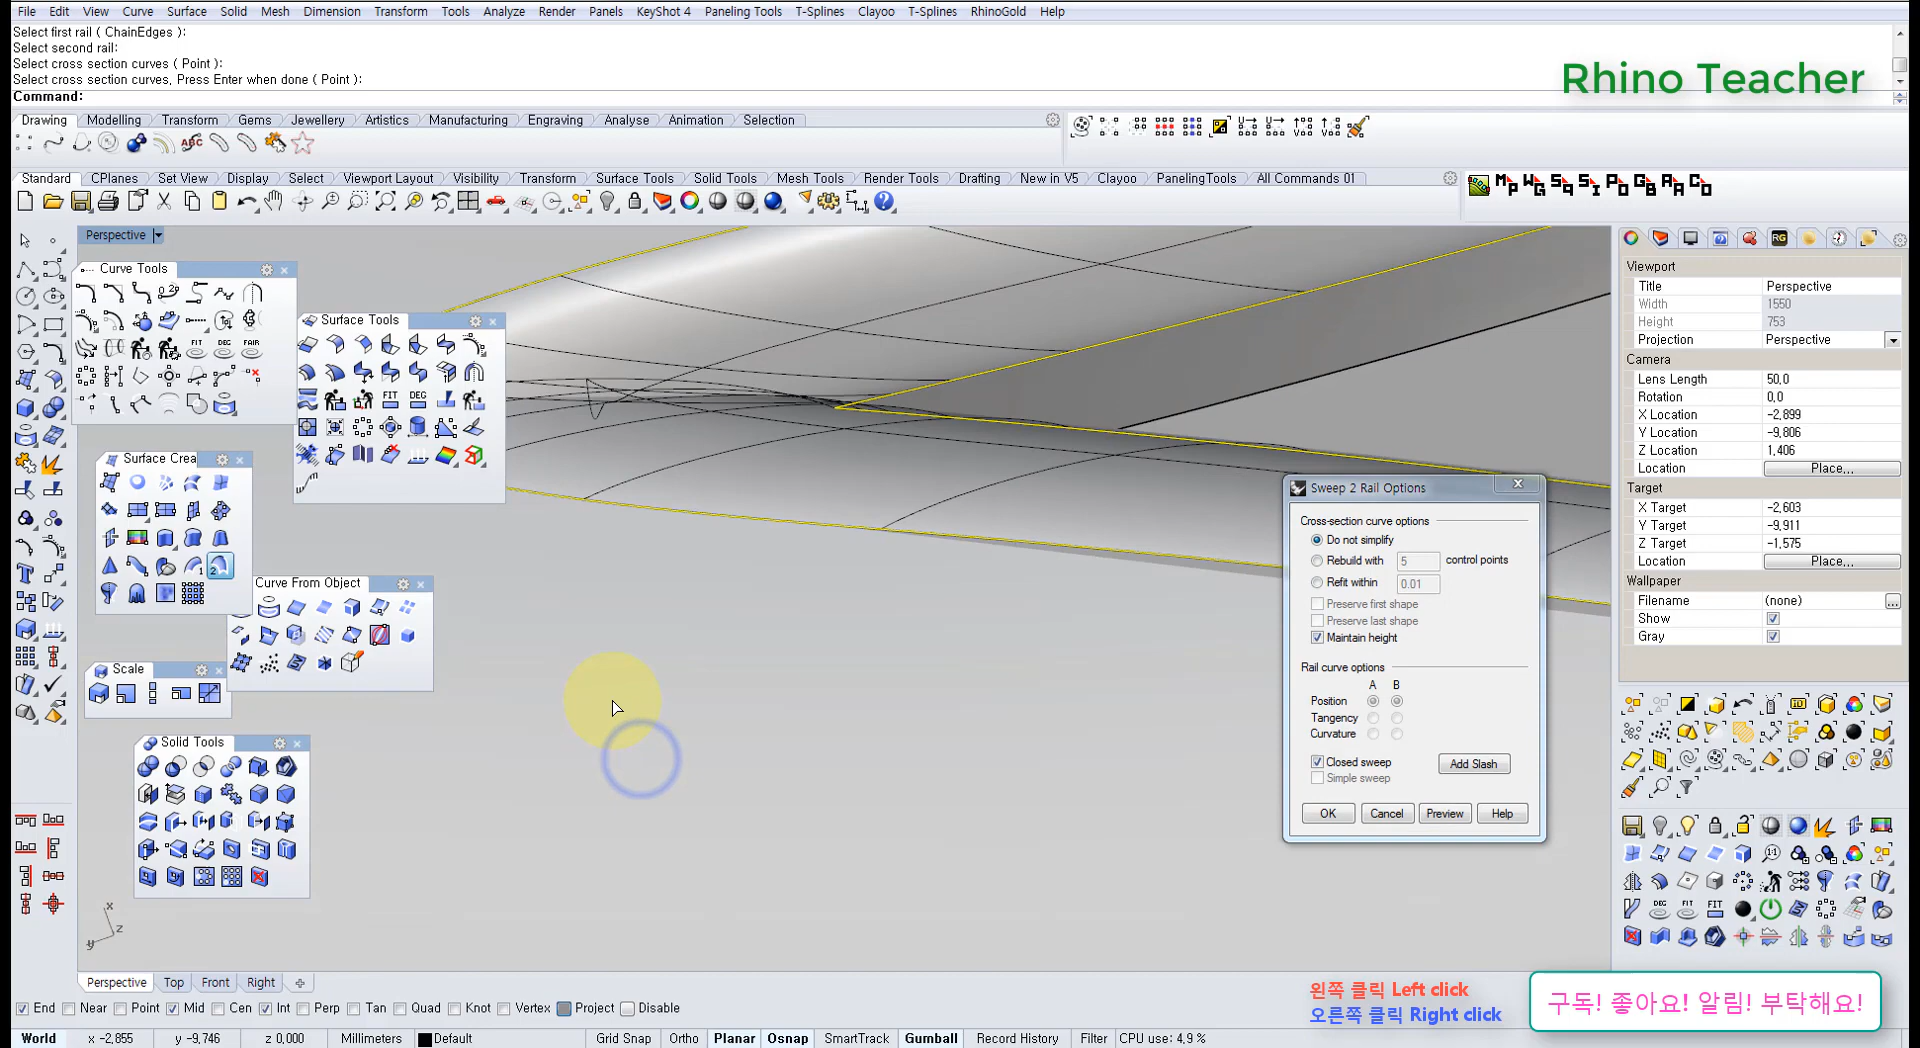 File Edit View Curve Surface Solid Mesh Dimension Transform Tools Analyze Render Panels KeyShot 4 Paneling Tools T-Splines Clayoo T-Splines RhinoGold Help
Select first rail ( ChainEdges ):
Select second rail:
Select cross section curves ( Point ):
Select cross section curves, Press Enter when done ( Point ):
Command:
Rhino Teacher
Drawing Modelling Transform Gems Jewellery Artistics Manufacturing Engraving Analyse Animation Selection
Standard CPlanes Set View Display Select Viewport Layout Visibility Transform Surface Tools Solid Tools Mesh Tools Render Tools Drafting New in V5 Clayoo PanelingTools All Commands 01
Perspective
Curve Tools
Surface Tools
Surface Crea
Curve From Object
Scale
Solid Tools
Sweep 2 Rail Options
Cross-section curve options
Do not simplify
Rebuild with 5 control points
Refit within 0.01
Preserve first shape
Preserve last shape
Maintain height
Rail curve options
A B
Position
Tangency
Curvature
Closed sweep
Add Slash
Simple sweep
OK Cancel Preview Help
Viewport
Title Perspective
Width 1550
Height 753
Projection Perspective
Camera
Lens Length 50,0
Rotation 0,0
X Location -2,899
Y Location -9,806
Z Location 1,406
Location Place...
Target
X Target -2,603
Y Target -9,911
Z Target -1,575
Location Place...
Wallpaper
Filename (none) ...
Show
Gray
x
z
y
Perspective Top Front Right
End Near Point Mid Cen Int Perp Tan Quad Knot Vertex Project Disable
왼쪽 클릭 Left click
오른쪽 클릭 Right click
구독! 좋아요! 알림! 부탁해요!
World x -2,855 y -9,746 z 0,000 Millimeters Default Grid Snap Ortho Planar Osnap SmartTrack Gumball Record History Filter CPU use: 4,9 %